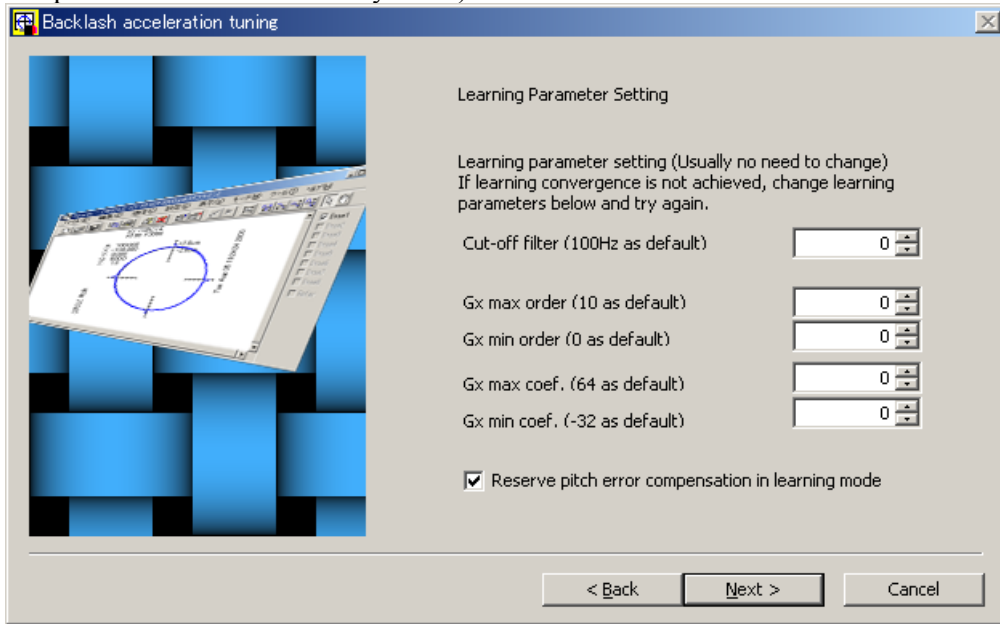 Backlash acceleration tuning
Learning Parameter Setting
Learning parameter setting (Usually no need to change)
If learning convergence is not achieved, change learning
parameters below and try again.
Cut-off filter (100Hz as default) 0
Gx max order (10 as default) 0
Gx min order (0 as default) 0
Gx max coef. (64 as default) 0
Gx min coef. (-32 as default) 0
Reserve pitch error compensation in learning mode
< Back Next > Cancel